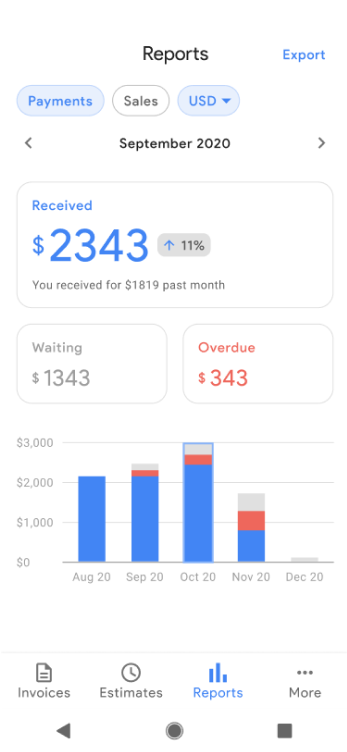 Reports
Export
Payments
Sales
USD
September 2020
Received
$2343
11%
You received for $1819 past month
Waiting
$ 1343
Overdue
$ 343
$3,000
$2,000
$1,000
$0
Aug 20 Sep 20 Oct 20 Nov 20 Dec 20
Invoices
Estimates
Reports
More